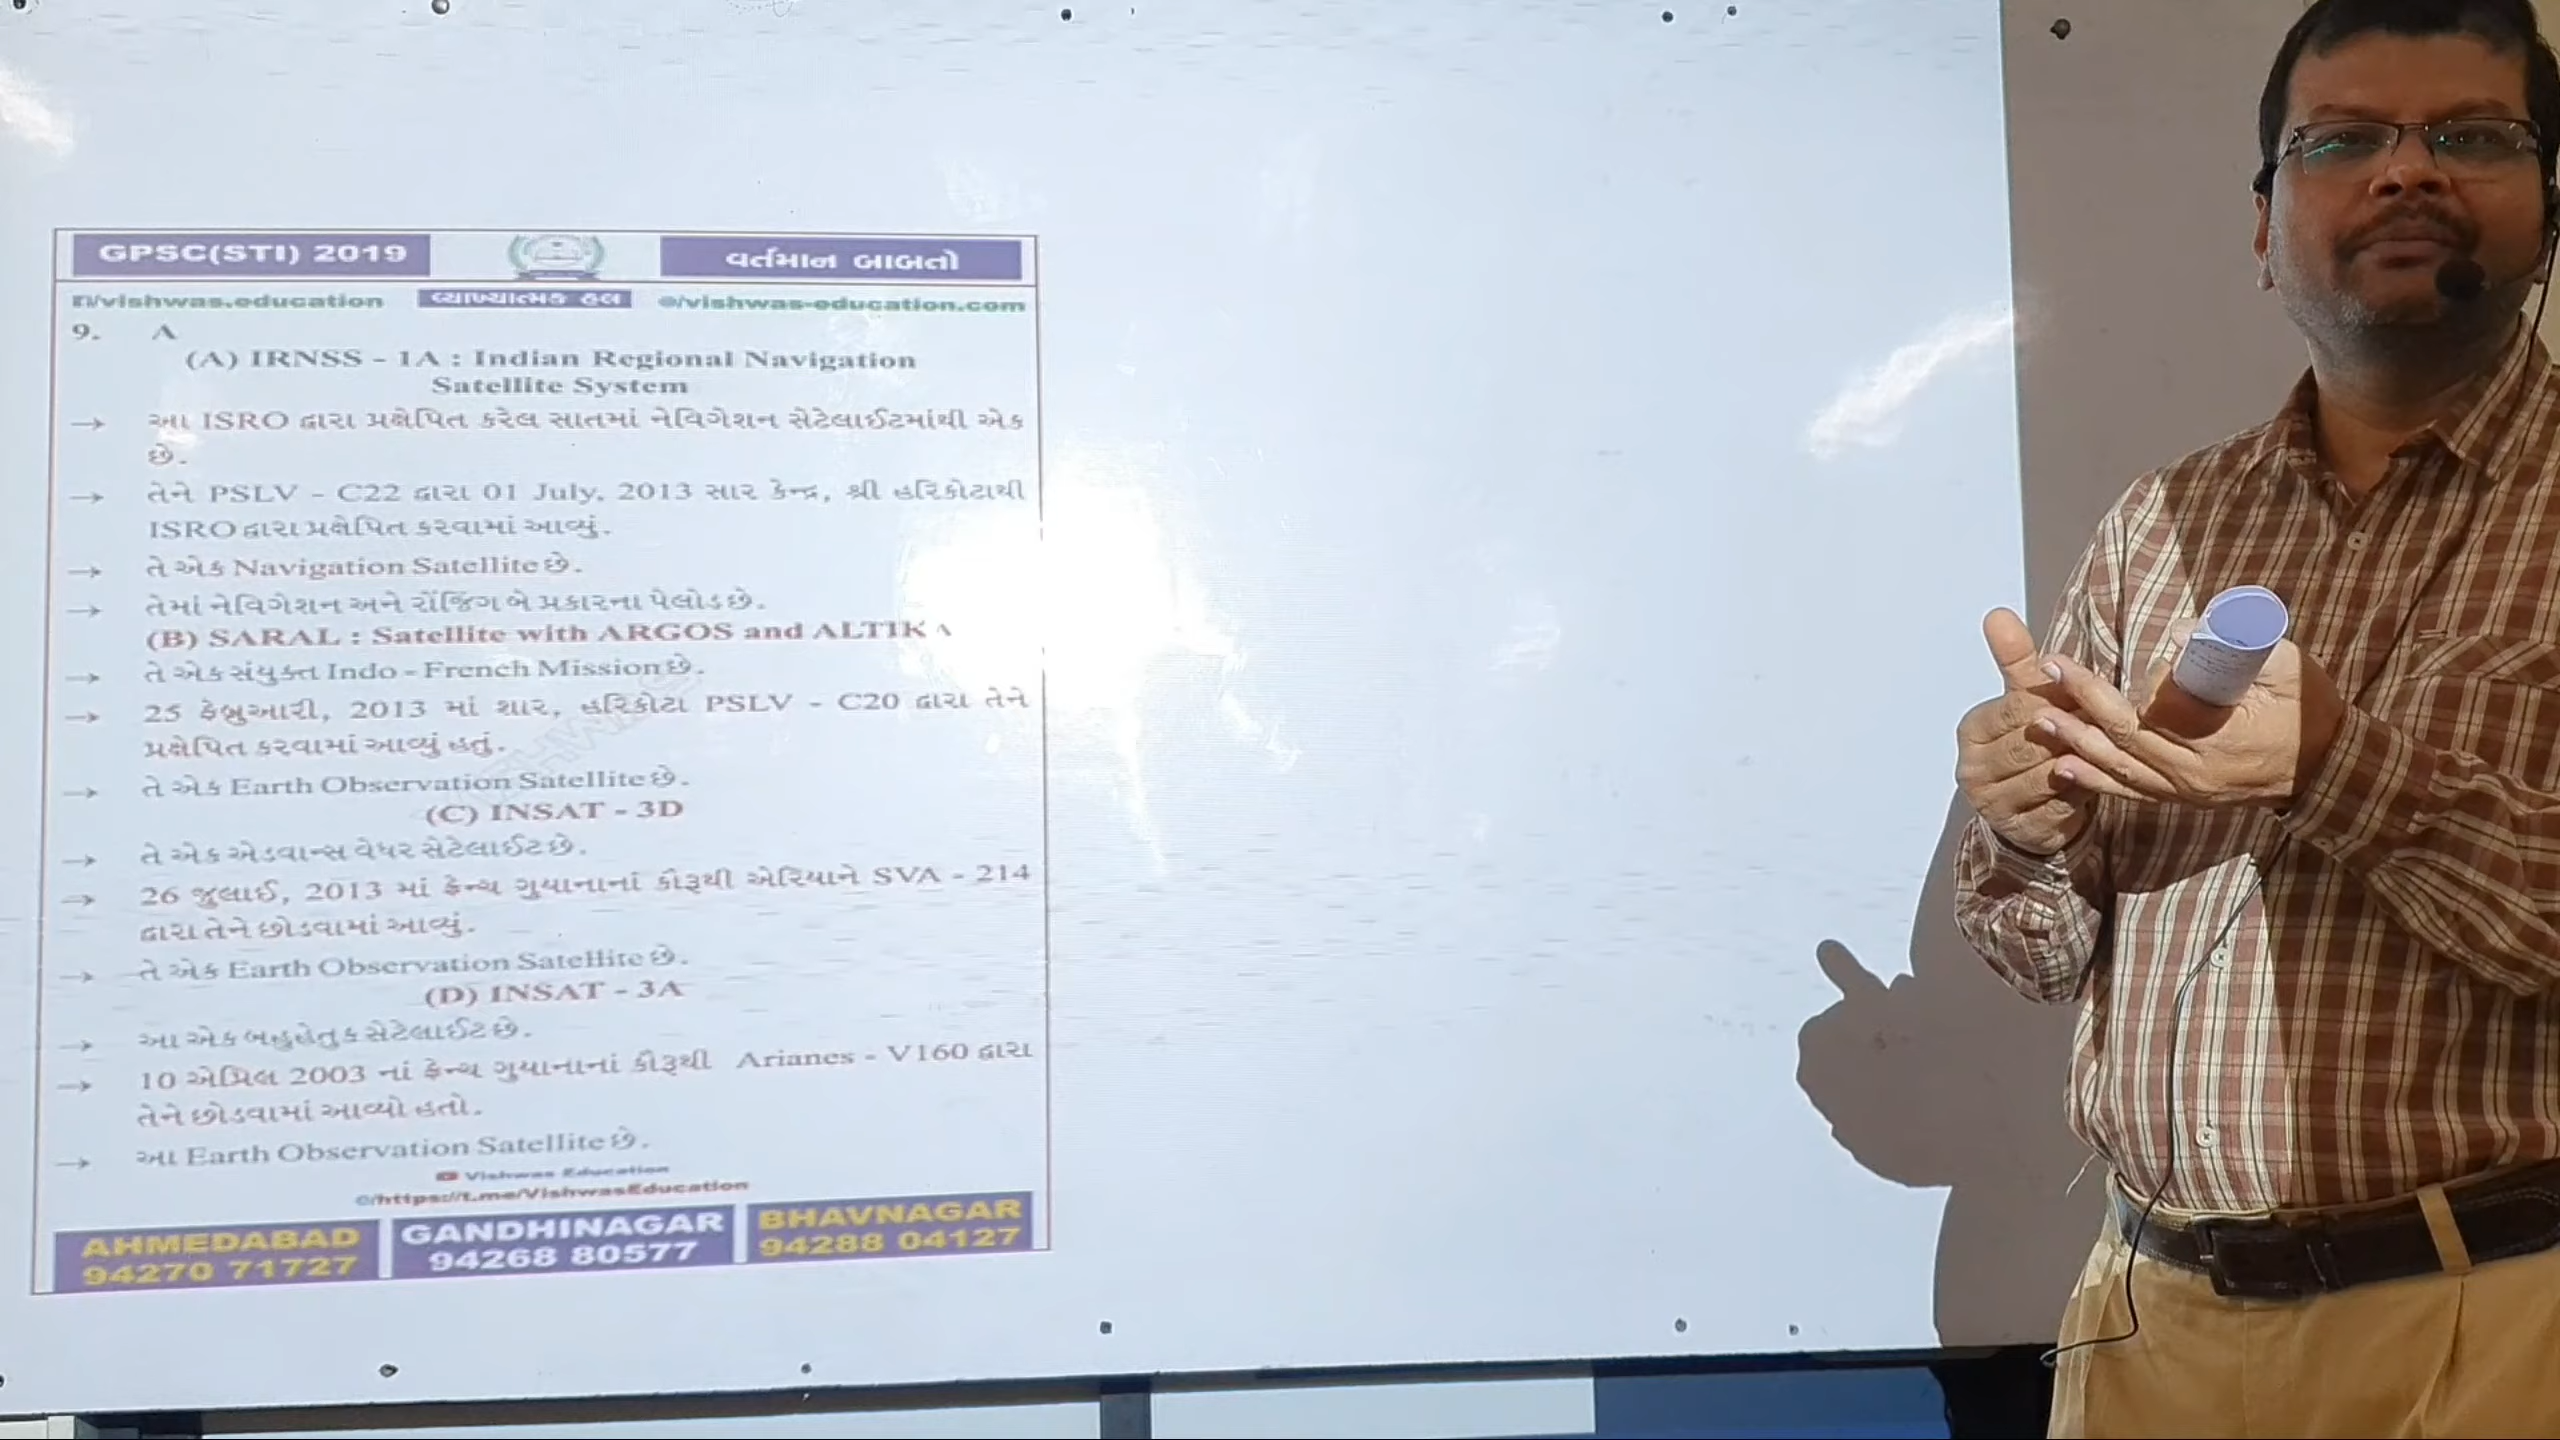 GPSC(STI) 2019
વર્તમાન બાબતો
/vishwas.education
વ્યાખ્યાત્મક હલ
/vishwas-education.com
9. A
(A) IRNSS - 1A : Indian Regional Navigation
Satellite System
→ આ ISRO દ્વારા પ્રક્ષેપિત કરેલ સાતમાં નેવિગેશન સેટેલાઈટમાંથી એક
છે.
→ તેને PSLV - C22 દ્વારા 01 July, 2013 સાર કેન્દ્ર, શ્રી હરિકોટાથી
ISRO દ્વારા પ્રક્ષેપિત કરવામાં આવ્યું.
→ તે એક Navigation Satellite છે.
→ તેમાં નેવિગેશન અને રૉંજિંગ બે પ્રકારના પેલોડ છે.
(B) SARAL : Satellite with ARGOS and ALTIKA
→ તે એક સંયુક્ત Indo - French Mission છે.
→ 25 ફેબ્રુઆરી, 2013 માં શાર, હરિકોટા PSLV - C20 દ્વારા તેને
પ્રક્ષેપિત કરવામાં આવ્યું હતું.
→ તે એક Earth Observation Satellite છે.
(C) INSAT - 3D
→ તે એક એડવાન્સ વેધર સેટેલાઈટ છે.
→ 26 જુલાઈ, 2013 માં ફ્રેન્ચ ગુયાનાનાં કૌરૂથી એરિયાને SVA - 214
દ્વારા તેને છોડવામાં આવ્યું.
→ તે એક Earth Observation Satellite છે.
(D) INSAT - 3A
→ આ એક બહુહેતુક સેટેલાઈટ છે.
→ 10 એપ્રિલ 2003 નાં ફ્રેન્ચ ગુયાનાનાં કૌરૂથી Arianes - V160 દ્વારા
તેને છોડવામાં આવ્યો હતો.
→ આ Earth Observation Satellite છે.
Vishwas Education
/https://t.me/VishwasEducation
AHMEDABAD
94270 71727
GANDHINAGAR
94268 80577
BHAVNAGAR
94288 04127